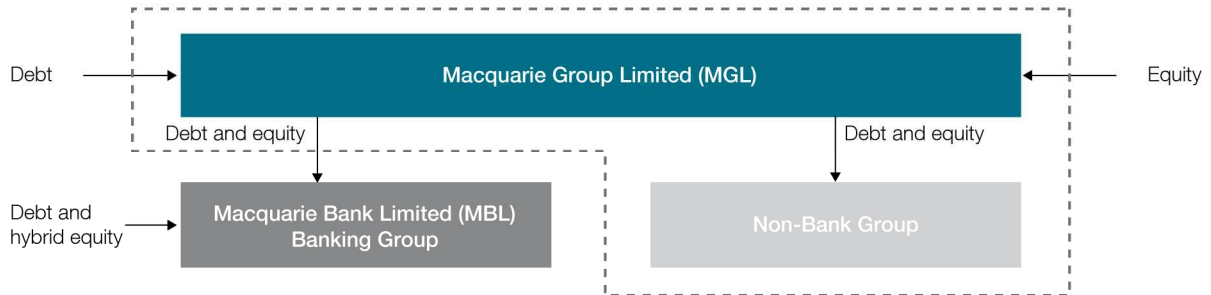 Debt
Macquarie Group Limited (MGL)
Equity
Debt and equity
Debt and equity
Debt and
hybrid equity
Macquarie Bank Limited (MBL)
Banking Group
Non-Bank Group